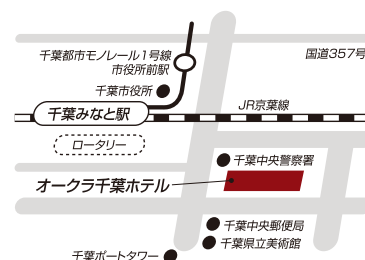 千葉都市モノレール1号線
市役所前駅
国道357号
千葉市役所
JR京葉線
千葉みなと駅
ロータリー
千葉中央警察署
オークラ千葉ホテル
千葉中央郵便局
千葉県立美術館
千葉ポートタワー